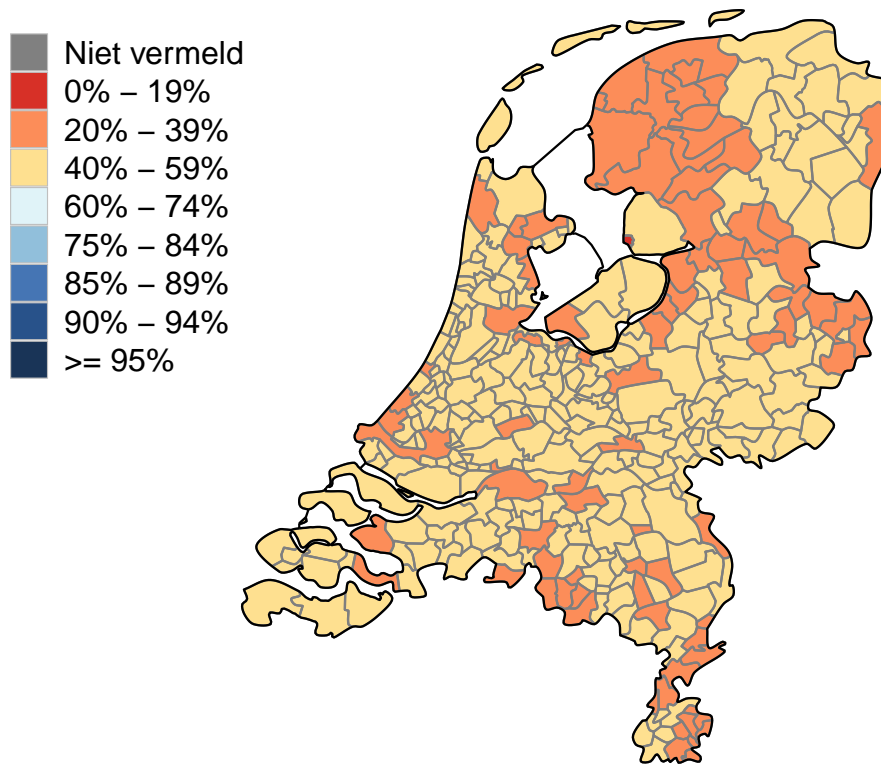 Niet vermeld
0% – 19%
20% – 39%
40% – 59%
60% – 74%
75% – 84%
85% – 89%
90% – 94%
>= 95%